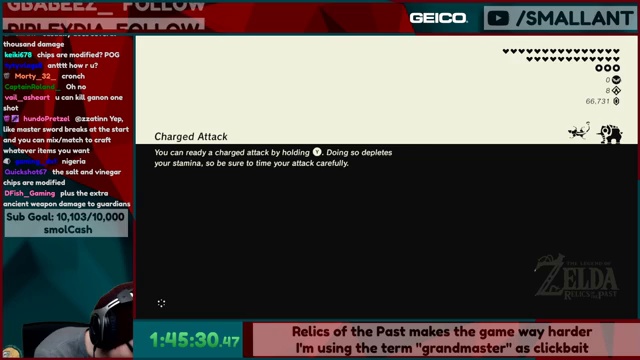 GBABEEZ_ FOLLOW
GEICO
/SMALLANT
thousand damage
keiki678 chips are modified? POG
antttt how r u?
Morty_32_ cronch
CaptainRoland_ Oh no
vail_asheart u can kill ganon one
shot
hundoPretzel @zzatinn Yep,
like master sword breaks at the start
and you can mix/match to craft
whatever items you want
nigeria
Quickshot67 the salt and vinegar
chips are modified
DFish_Gaming plus the extra
ancient weapon damage to guardians
Sub Goal: 10,103/10,000
smolCash
0
8
66,731
Charged Attack
You can ready a charged attack by holding Y. Doing so depletes
your stamina, so be sure to time your attack carefully.
THE LEGEND OF
ZELDA
RELICS OF THE PAST
1:45:30.47
Relics of the Past makes the game way harder
I'm using the term "grandmaster" as clickbait